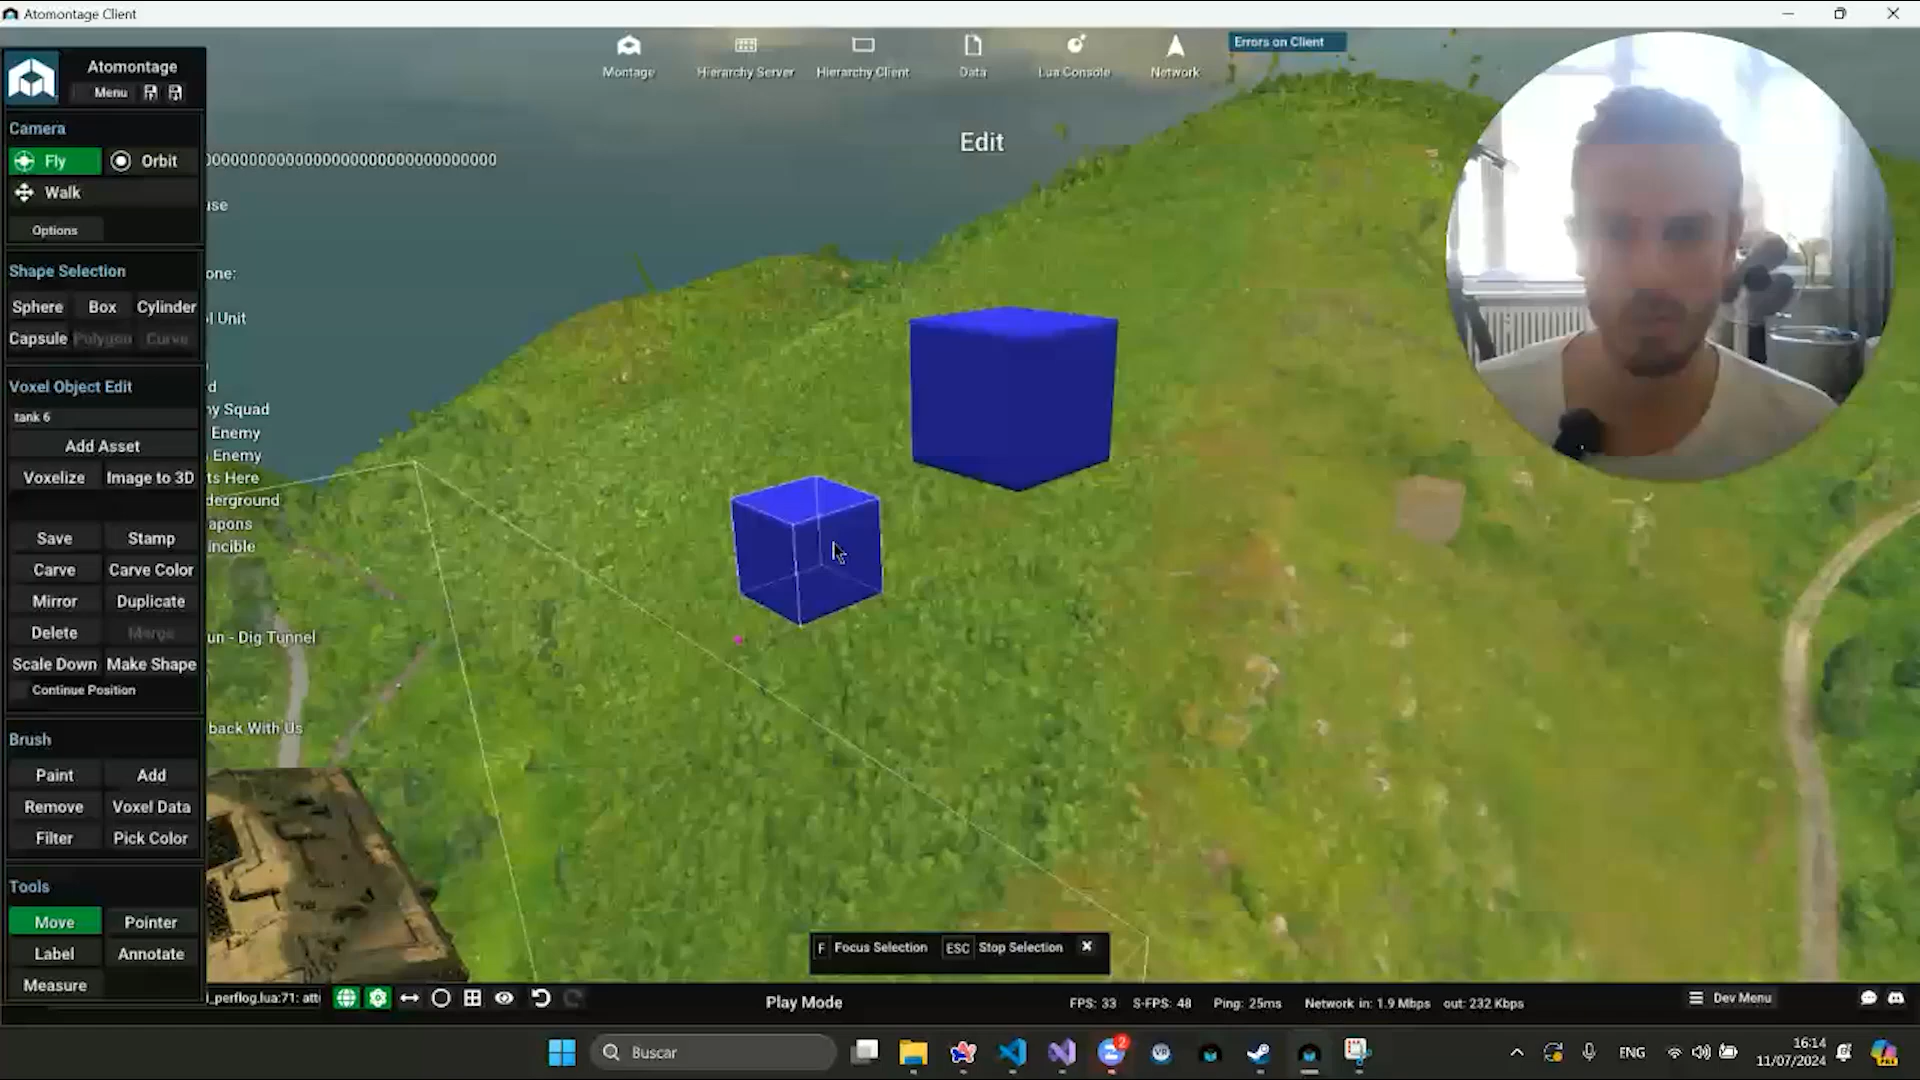 Atomontage Client
Atomontage
Menu
Montage
Hierarchy Server
Hierarchy Client
Data
Lua Console
Network
Errors on Client
Edit
Camera
Fly
Orbit
Walk
Options
Shape Selection
Sphere
Box
Cylinder
Capsule
Polygon
Curve
Voxel Object Edit
tank 6
Add Asset
Voxelize
Image to 3D
Save
Stamp
Carve
Carve Color
Mirror
Duplicate
Delete
Merge
Scale Down
Make Shape
Continue Position
Brush
Paint
Add
Remove
Voxel Data
Filter
Pick Color
Tools
Move
Pointer
Label
Annotate
Measure
use
one:
l Unit
d
ny Squad
Enemy
Enemy
ts Here
derground
apons
incible
un - Dig Tunnel
back With Us
F Focus Selection ESC Stop Selection
i_perflog.lua:71: att
Play Mode
FPS: 33 S-FPS: 48 Ping: 25ms Network in: 1.9 Mbps out: 232 Kbps
Dev Menu
Buscar
2
VR
ENG
16:14
11/07/2024